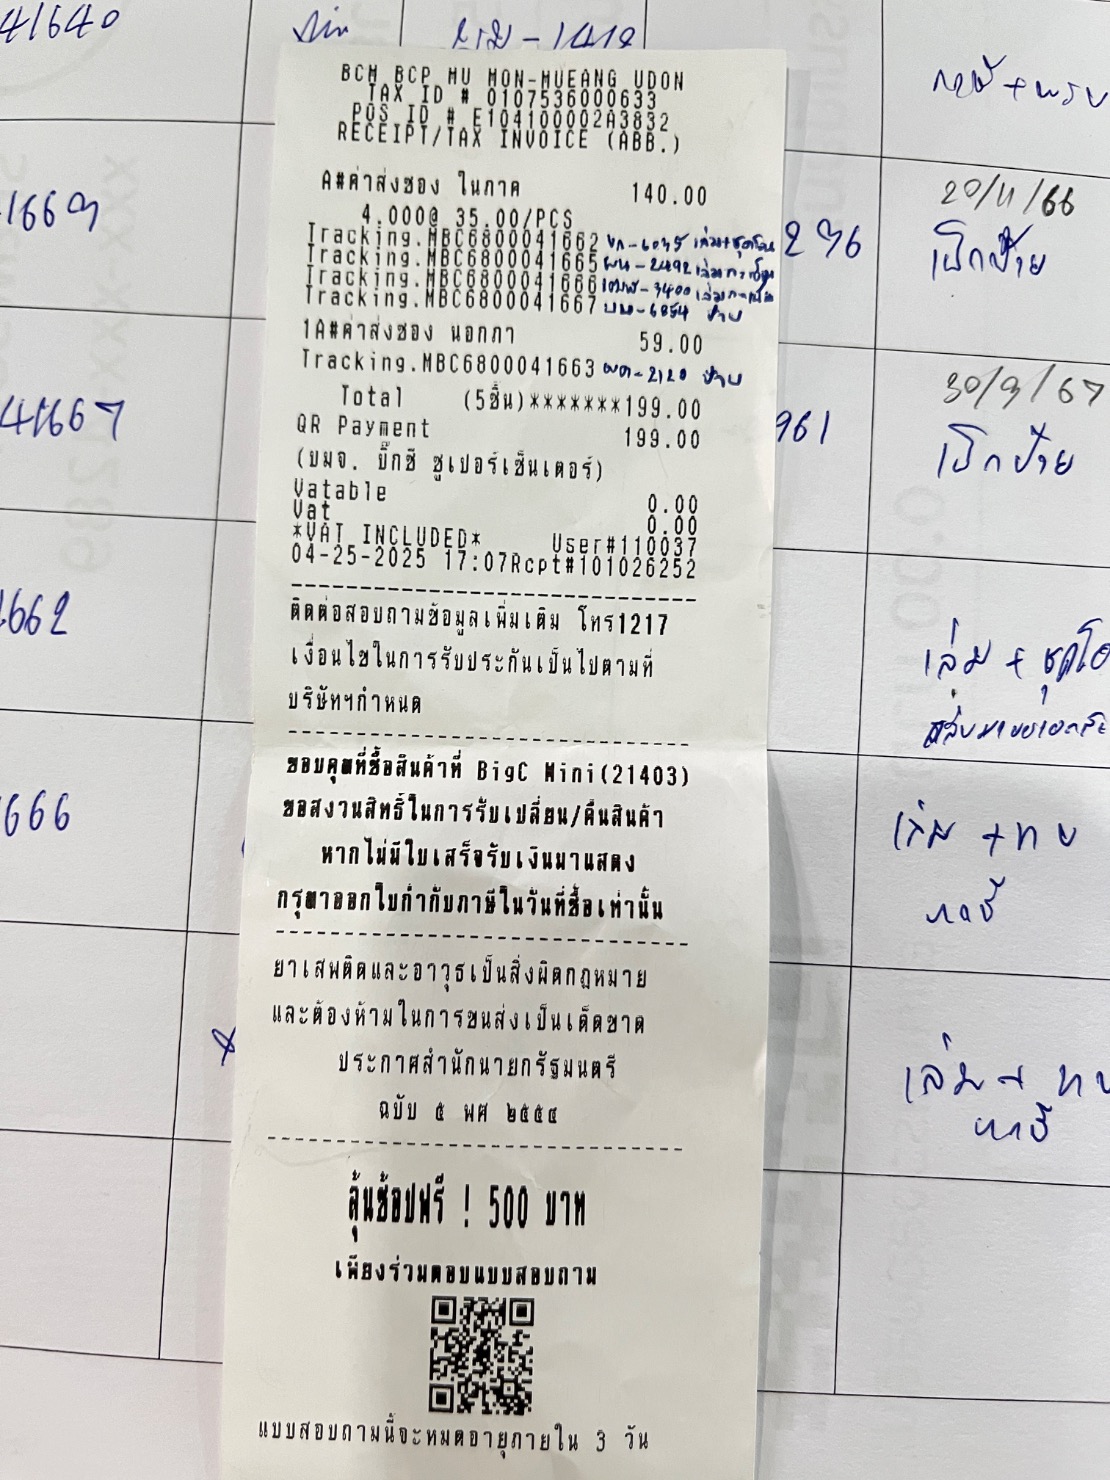 41640
BCM BCP MU MON-MUEANG UDON
TAX ID # 0107536000633
POS ID # E104100002A3832
RECEIPT/TAX INVOICE (ABB.)
A#ค่าส่งซอง ในภาค 140.00
4.000@ 35.00/PCS
Tracking.MBC6800041662
Tracking.MBC6800041665
Tracking.MBC6800041666
Tracking.MBC6800041667
1A#ค่าส่งซอง นอกภา 59.00
Tracking.MBC6800041663
Total (5ชิ้น)*******199.00
QR Payment 199.00
(บมจ. บิ๊กซี ซูเปอร์เซ็นเตอร์)
Vatable 0.00
Vat 0.00
*VAT INCLUDED* User#110037
04-25-2025 17:07Rcpt#101026252
ติดต่อสอบถามข้อมูลเพิ่มเติม โทร1217
เงื่อนไขในการรับประกันเป็นไปตามที่
บริษัทฯกำหนด
ขอบคุณที่ซื้อสินค้าที่ BigC Mini(21403)
ขอสงวนสิทธิ์ในการรับเปลี่ยน/คืนสินค้า
หากไม่มีใบเสร็จรับเงินมาแสดง
กรุณาออกใบกำกับภาษีในวันที่ซื้อเท่านั้น
ยาเสพติดและอาวุธเป็นสิ่งผิดกฎหมาย
และต้องห้ามในการขนส่งเป็นเด็ดขาด
ประกาศสำนักนายกรัฐมนตรี
ฉบับ ๕ พศ ๒๕๕๔
ลุ้นช้อปฟรี ! 500 บาท
เพียงร่วมตอบแบบสอบถาม
แบบสอบถามนี้จะหมดอายุภายใน 3 วัน
20/11/66
เบิกป้าย
41667
961
30/9/67
เบิกป้าย
1662
666
เล่ม + ทบ
เล่ม + ทบ